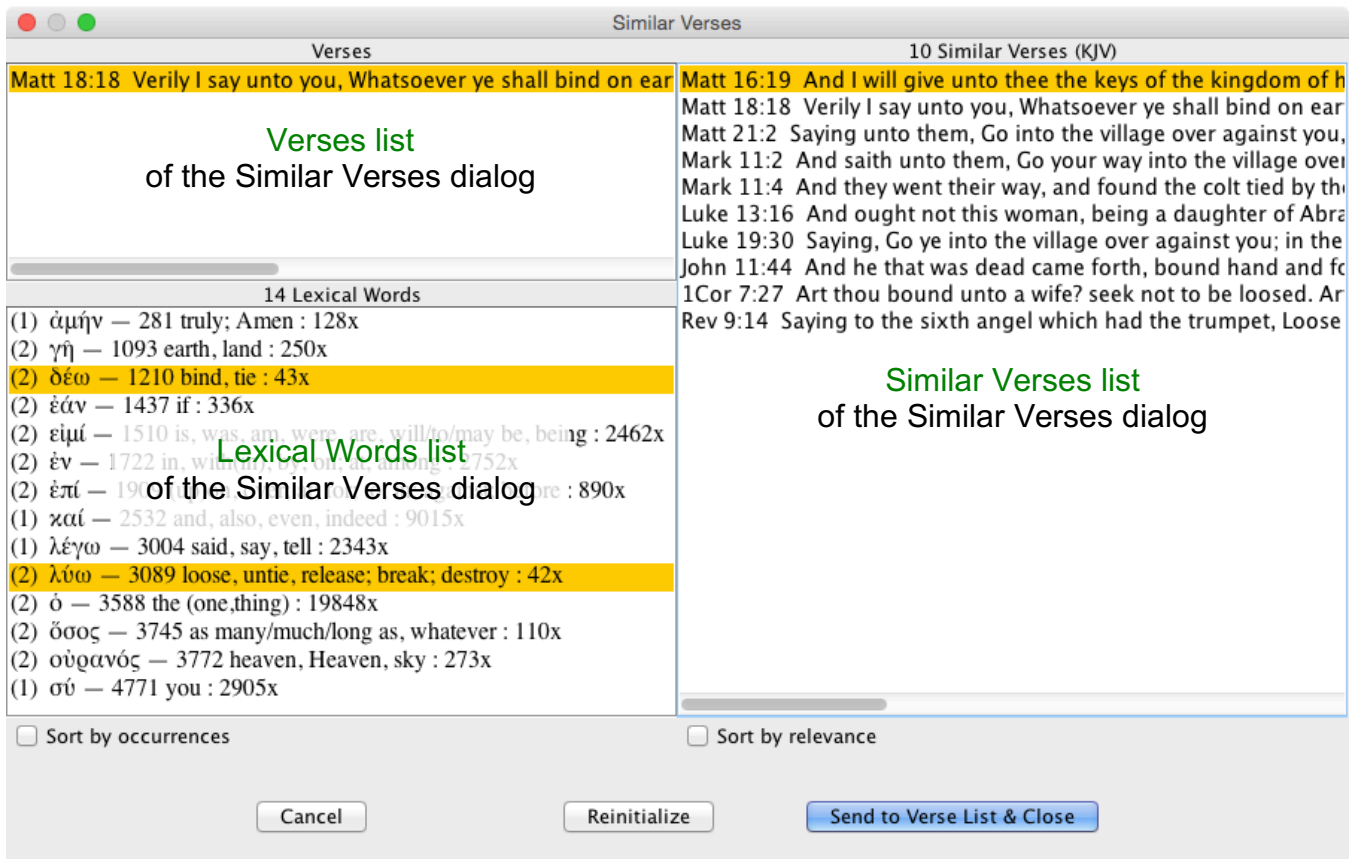 Similar Verses
Verses
Matt 18:18 Verily I say unto you, Whatsoever ye shall bind on ear
Verses list
of the Similar Verses dialog
14 Lexical Words
(1) ἀμήν — 281 truly; Amen : 128x
(2) γῆ — 1093 earth, land : 250x
(2) δέω — 1210 bind, tie : 43x
(2) ἐάν — 1437 if : 336x
(2) εἰμί — 1510 is, was, am, were, are, will/to/may be, being : 2462x
Lexical Words list
(2) ἐν — 1722 in, with(in), by, on, at, among : 2752x
of the Similar Verses dialog
(2) ἐπί — : 890x
(1) καί — 2532 and, also, even, indeed : 9015x
(1) λέγω — 3004 said, say, tell : 2343x
(2) λύω — 3089 loose, untie, release; break; destroy : 42x
(2) ὁ — 3588 the (one,thing) : 19848x
(2) ὅσος — 3745 as many/much/long as, whatever : 110x
(2) οὐρανός — 3772 heaven, Heaven, sky : 273x
(1) σύ — 4771 you : 2905x
Sort by occurrences
10 Similar Verses (KJV)
Matt 16:19 And I will give unto thee the keys of the kingdom of h
Matt 18:18 Verily I say unto you, Whatsoever ye shall bind on ear
Matt 21:2 Saying unto them, Go into the village over against you,
Mark 11:2 And saith unto them, Go your way into the village over
Mark 11:4 And they went their way, and found the colt tied by th
Luke 13:16 And ought not this woman, being a daughter of Abra
Luke 19:30 Saying, Go ye into the village over against you; in the
John 11:44 And he that was dead came forth, bound hand and fo
1Cor 7:27 Art thou bound unto a wife? seek not to be loosed. Ar
Rev 9:14 Saying to the sixth angel which had the trumpet, Loose
Similar Verses list
of the Similar Verses dialog
Sort by relevance
Cancel
Reinitialize
Send to Verse List & Close